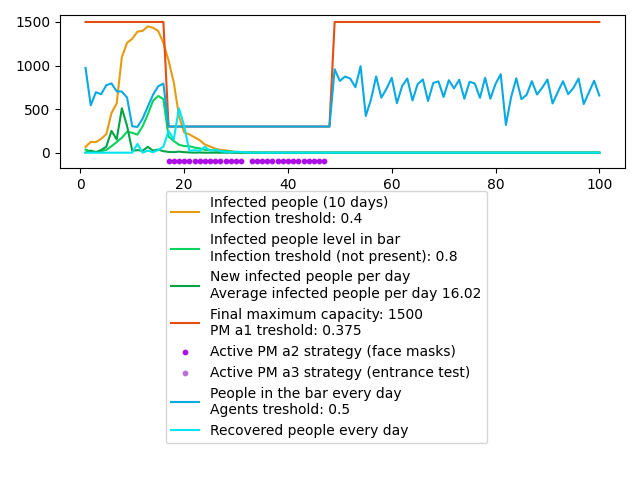 1500
1000
500
0
0 20 40 60 80 100
Infected people (10 days)
Infection treshold: 0.4
Infected people level in bar
Infection treshold (not present): 0.8
New infected people per day
Average infected people per day 16.02
Final maximum capacity: 1500
PM a1 treshold: 0.375
Active PM a2 strategy (face masks)
Active PM a3 strategy (entrance test)
People in the bar every day
Agents treshold: 0.5
Recovered people every day